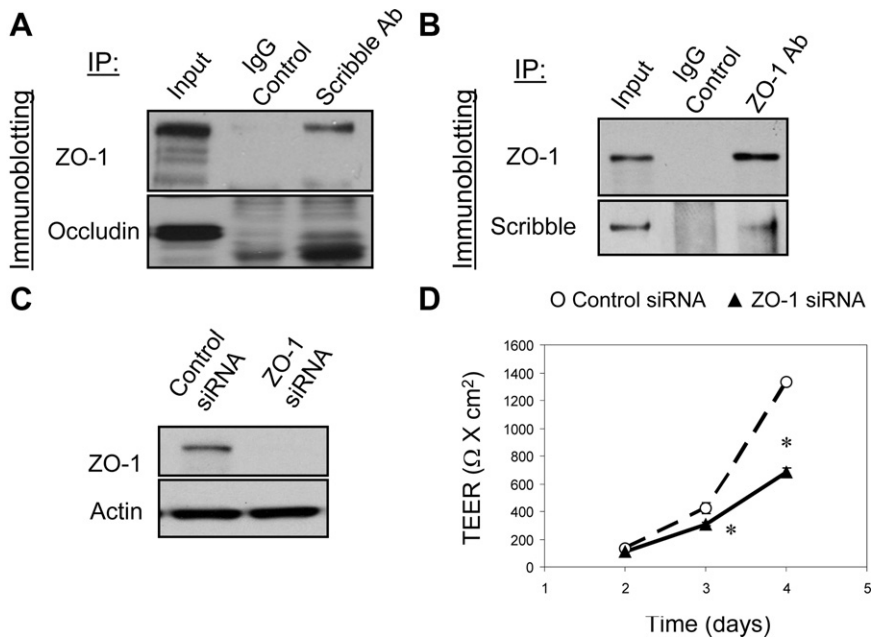 A
IP:
Input
IgG
Control
Scribble Ab
Immunoblotting
ZO-1
Occludin
B
IP:
Input
IgG
Control
ZO-1 Ab
Immunoblotting
ZO-1
Scribble
C
Control
siRNA
ZO-1
siRNA
ZO-1
Actin
D
O Control siRNA ▲ ZO-1 siRNA
TEER (Ω X cm²)
1600
1400
1200
1000
800
600
400
200
0
*
*
1 2 3 4 5
Time (days)